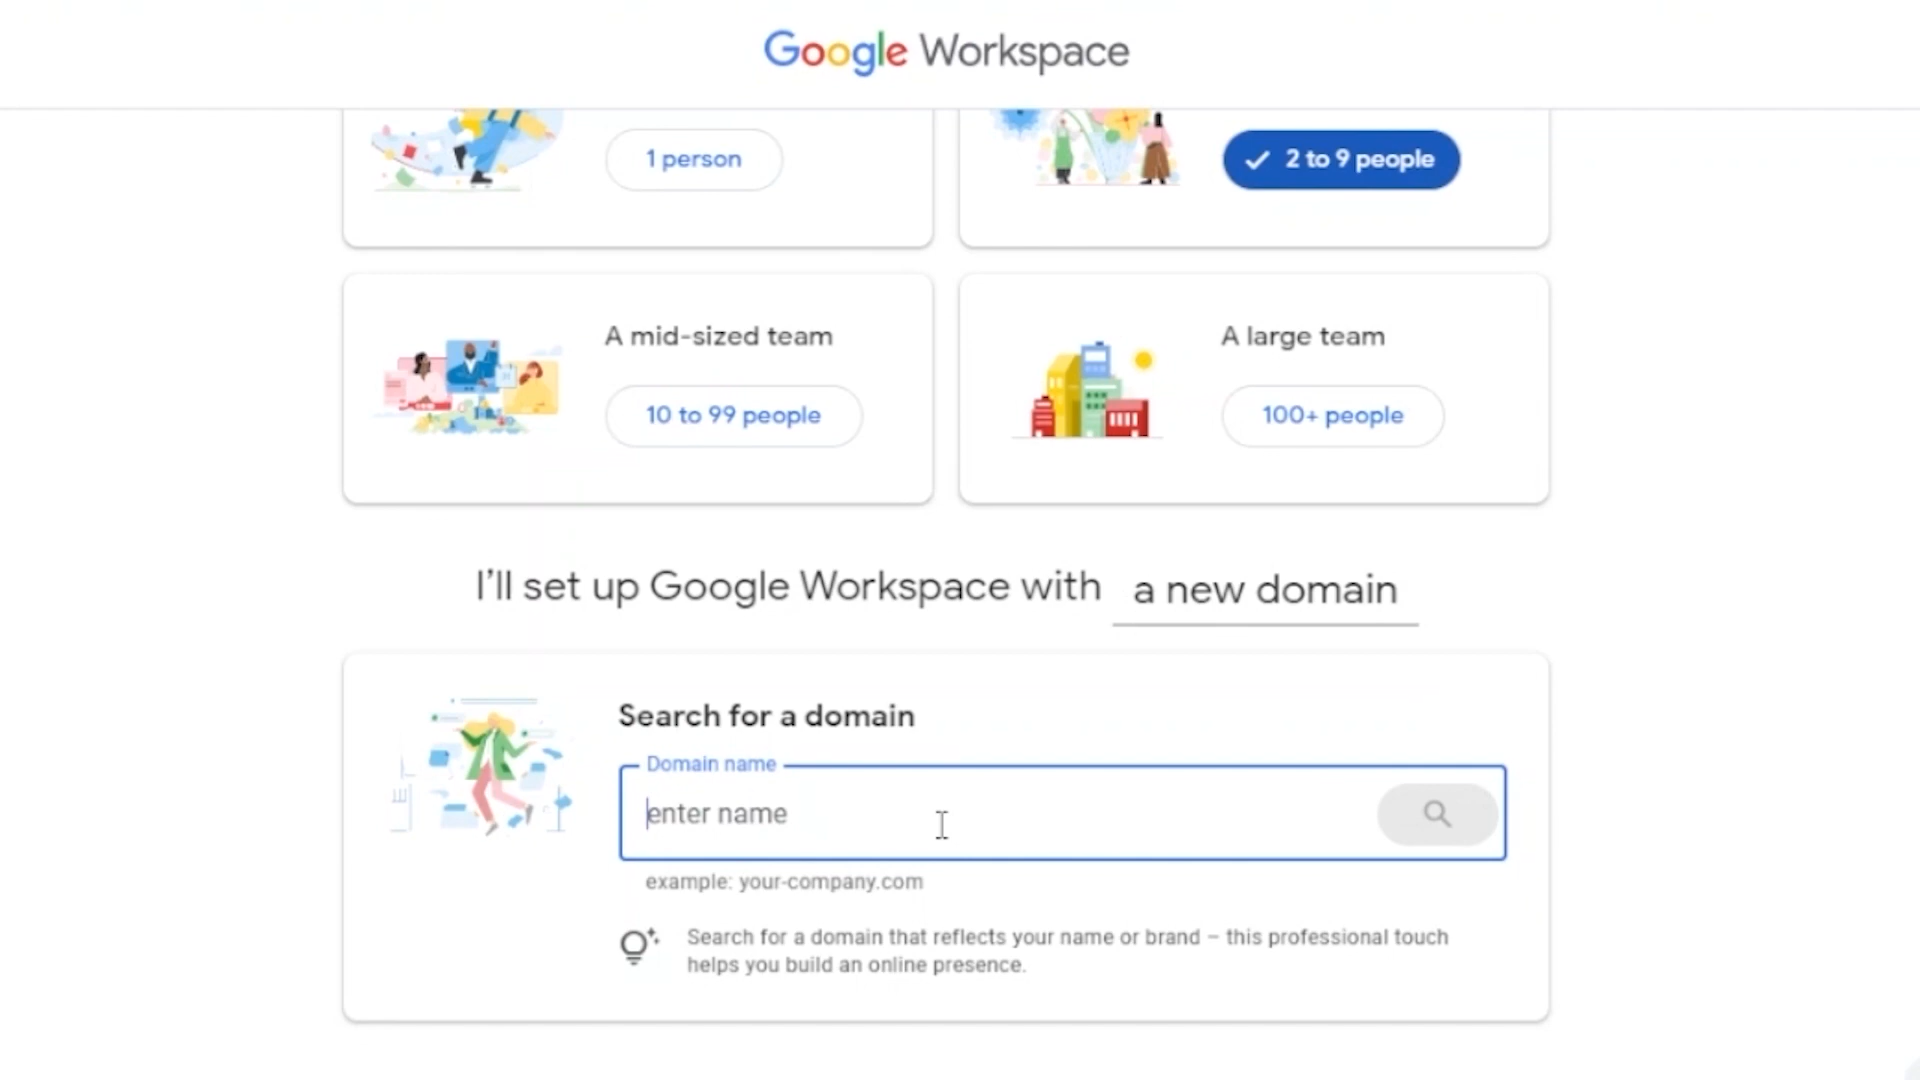 Google Workspace
1 person
2 to 9 people
A mid-sized team
A large team
10 to 99 people
100+ people
I'll set up Google Workspace with a new domain
Search for a domain
Domain name
enter name
example: your-company.com
Search for a domain that reflects your name or brand – this professional touch
helps you build an online presence.